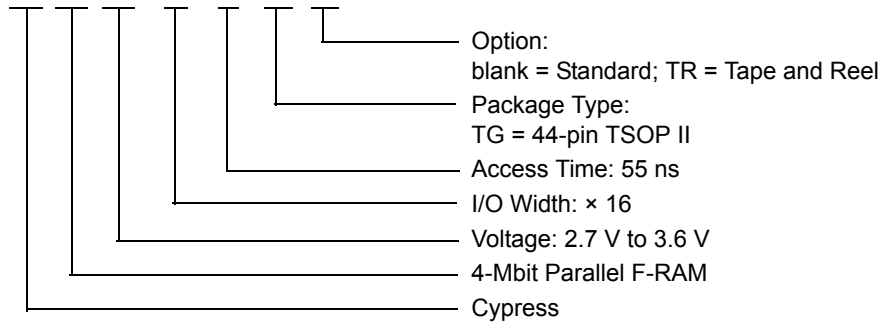 Option:
blank = Standard; TR = Tape and Reel
Package Type:
TG = 44-pin TSOP II
Access Time: 55 ns
I/O Width: × 16
Voltage: 2.7 V to 3.6 V
4-Mbit Parallel F-RAM
Cypress